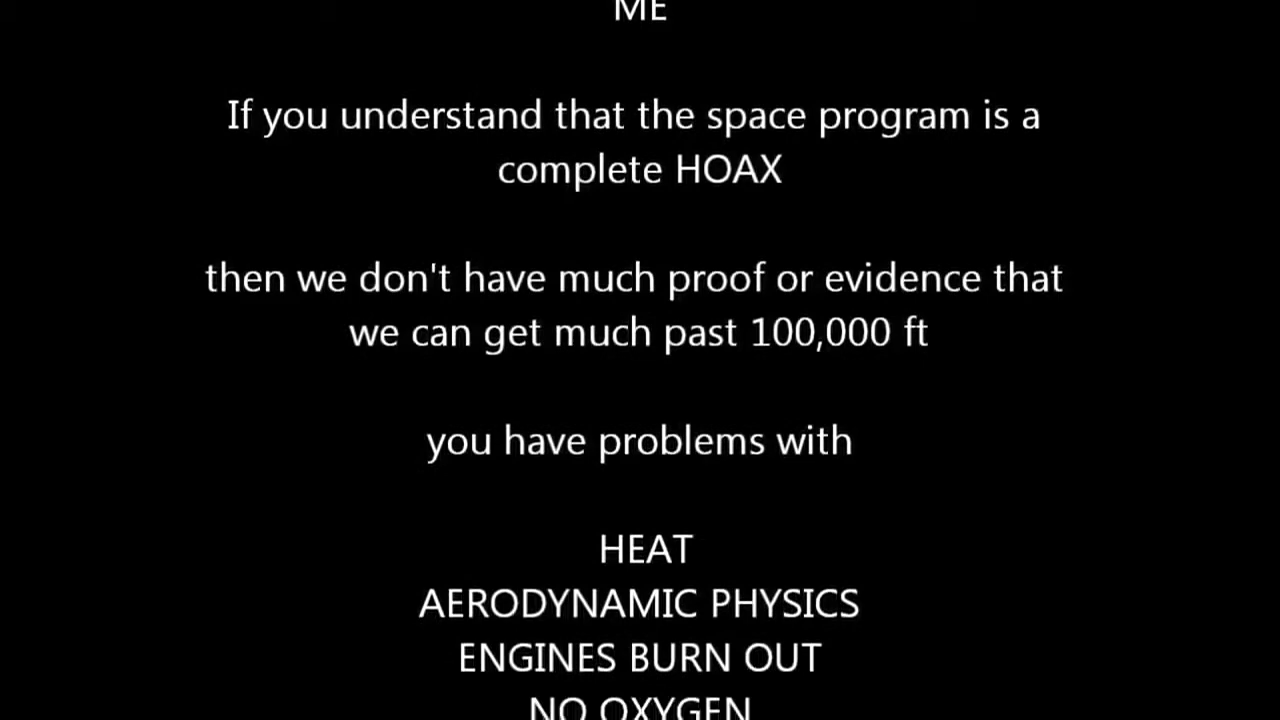 ME
If you understand that the space program is a
complete HOAX
then we don't have much proof or evidence that
we can get much past 100,000 ft
you have problems with
HEAT
AERODYNAMIC PHYSICS
ENGINES BURN OUT
NO OXYGEN